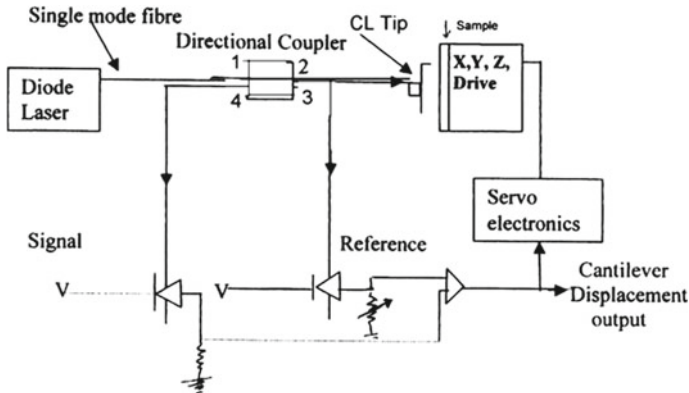 Single mode fibre
CL Tip
Sample
Directional Coupler
1
2
X,Y, Z,
Drive
Diode
Laser
4
3
Servo
electronics
Signal
Reference
V
V
Cantilever
Displacement
output